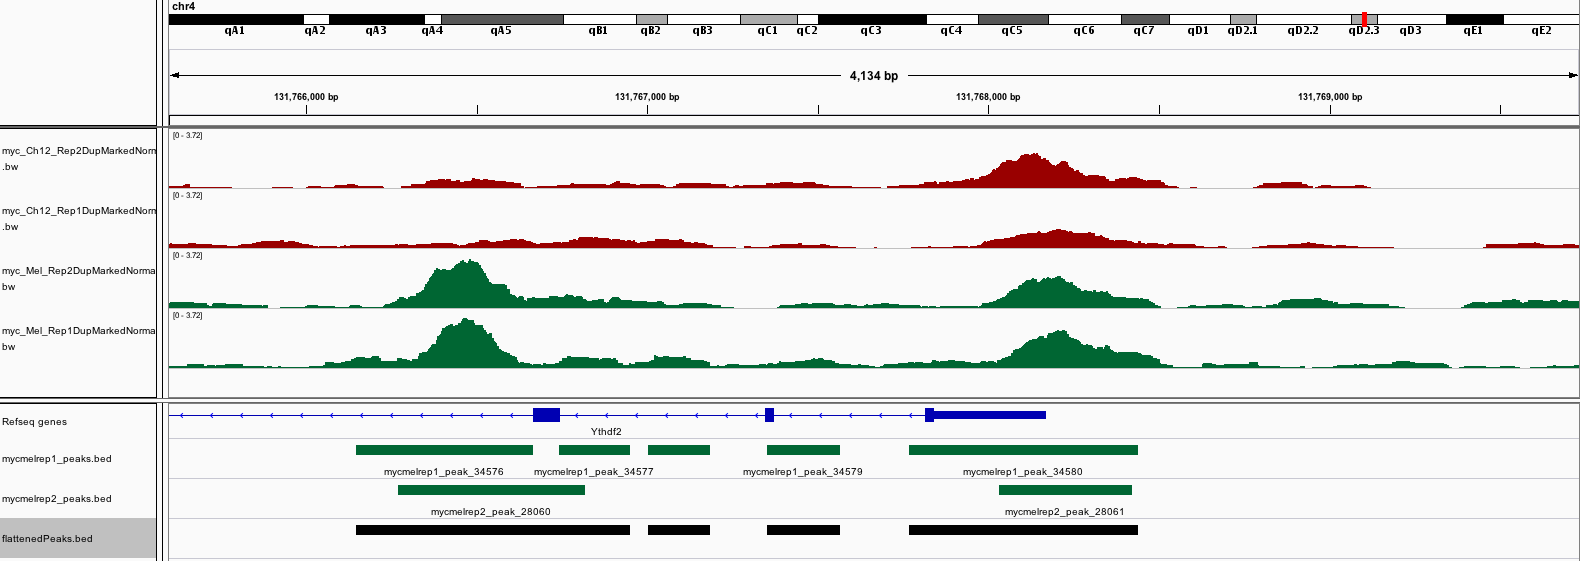 chr4
qA1 qA2 qA3 qA4 qA5 qB1 qB2 qB3 qC1 qC2 qC3 qC4 qC5 qC6 qC7 qD1 qD2.1 qD2.2 qD2.3 qD3 qE1 qE2
4,134 bp
131,766,000 bp 131,767,000 bp 131,768,000 bp 131,769,000 bp
[0 - 3.72]
myc_Ch12_Rep2DupMarkedNorm
.bw
[0 - 3.72]
myc_Ch12_Rep1DupMarkedNorm
.bw
[0 - 3.72]
myc_Mel_Rep2DupMarkedNorma
bw
[0 - 3.72]
myc_Mel_Rep1DupMarkedNorma
bw
Refseq genes
Ythdf2
mycmelrep1_peaks.bed
mycmelrep1_peak_34576 mycmelrep1_peak_34577 mycmelrep1_peak_34579 mycmelrep1_peak_34580
mycmelrep2_peaks.bed
mycmelrep2_peak_28060 mycmelrep2_peak_28061
flattenedPeaks.bed